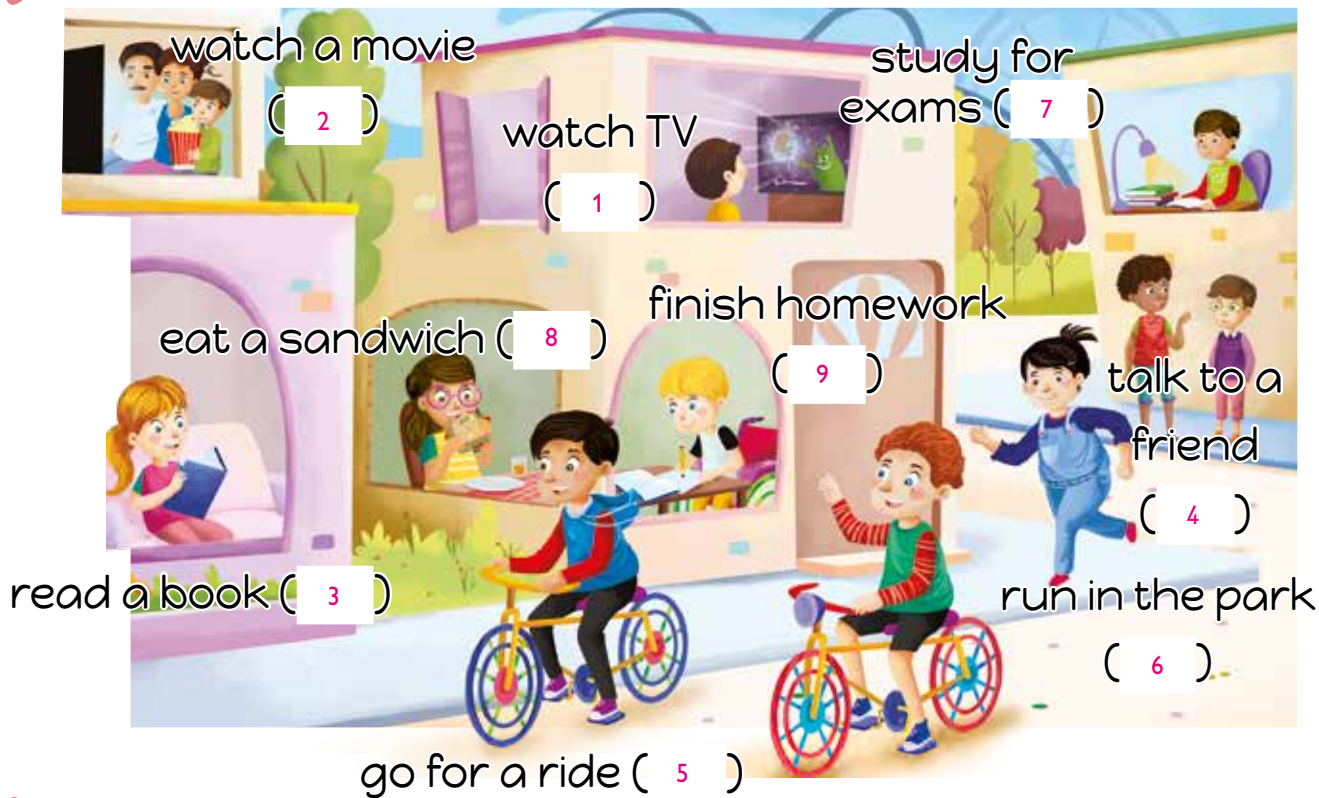 watch a movie
( 2 )
study for
exams ( 7 )
watch TV
( 1 )
finish homework
( 9 )
eat a sandwich ( 8 )
talk to a
friend
( 4 )
read a book ( 3 )
run in the park
( 6 )
go for a ride ( 5 )